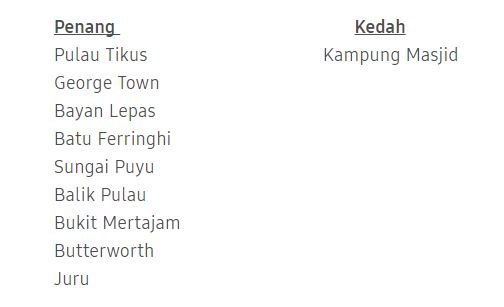 Penang
Pulau Tikus
George Town
Bayan Lepas
Batu Ferringhi
Sungai Puyu
Balik Pulau
Bukit Mertajam
Butterworth
Juru
Kedah
Kampung Masjid